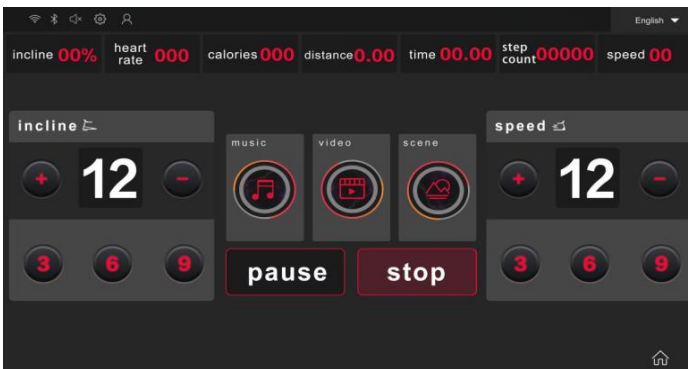 English
incline 00% heart rate 000 calories 000 distance 0.00 time 00.00 step count 00000 speed 00
incline
+ 12 -
3 6 9
music video scene
pause stop
speed
+ 12 -
3 6 9